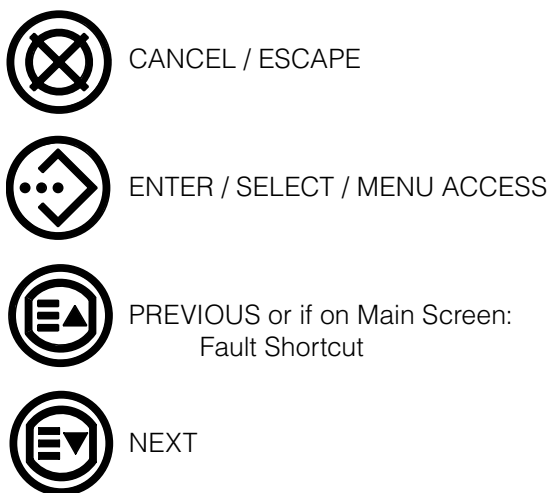 CANCEL / ESCAPE
ENTER / SELECT / MENU ACCESS
PREVIOUS or if on Main Screen:
Fault Shortcut
NEXT